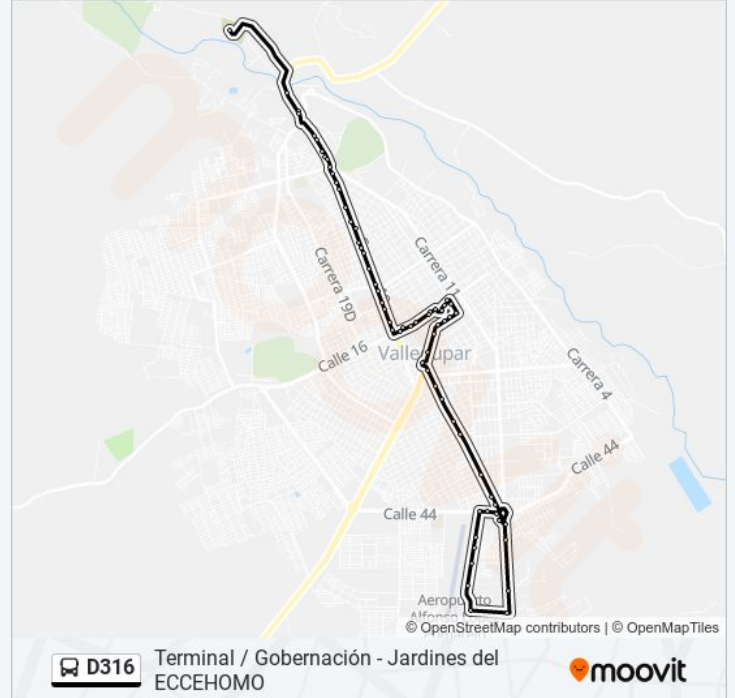 Carrera 11
Carrera 19D
Calle 16
Valledupar
Carrera 4
Calle 44
Calle 44
Aeropuerto
© OpenStreetMap contributors | © OpenMapTiles
D316
Terminal / Gobernación - Jardines del
ECCEHOMO
moovit